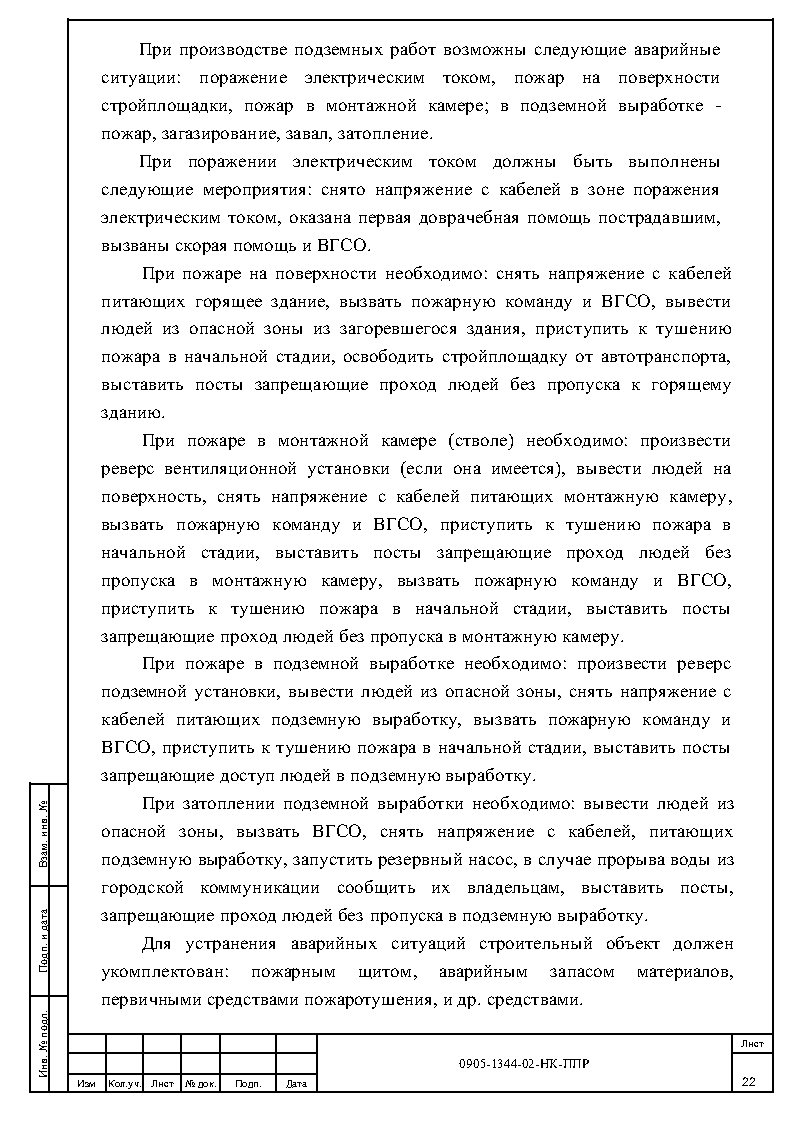 При производстве подземных работ возможны следующие аварийные
ситуации: поражение электрическим током, пожар на поверхности
стройплощадки, пожар в монтажной камере; в подземной выработке -
пожар, загазирование, завал, затопление.
При поражении электрическим током должны быть выполнены
следующие мероприятия: снято напряжение с кабелей в зоне поражения
электрическим током, оказана первая доврачебная помощь пострадавшим,
вызваны скорая помощь и ВГСО.
При пожаре на поверхности необходимо: снять напряжение с кабелей
питающих горящее здание, вызвать пожарную команду и ВГСО, вывести
людей из опасной зоны из загоревшегося здания, приступить к тушению
пожара в начальной стадии, освободить стройплощадку от автотранспорта,
выставить посты запрещающие проход людей без пропуска к горящему
зданию.
При пожаре в монтажной камере (стволе) необходимо: произвести
реверс вентиляционной установки (если она имеется), вывести людей на
поверхность, снять напряжение с кабелей питающих монтажную камеру,
вызвать пожарную команду и ВГСО, приступить к тушению пожара в
начальной стадии, выставить посты запрещающие проход людей без
пропуска в монтажную камеру, вызвать пожарную команду и ВГСО,
приступить к тушению пожара в начальной стадии, выставить посты
запрещающие проход людей без пропуска в монтажную камеру.
При пожаре в подземной выработке необходимо: произвести реверс
подземной установки, вывести людей из опасной зоны, снять напряжение с
кабелей питающих подземную выработку, вызвать пожарную команду и
ВГСО, приступить к тушению пожара в начальной стадии, выставить посты
запрещающие доступ людей в подземную выработку.
При затоплении подземной выработки необходимо: вывести людей из
опасной зоны, вызвать ВГСО, снять напряжение с кабелей, питающих
подземную выработку, запустить резервный насос, в случае прорыва воды из
городской коммуникации сообщить их владельцам, выставить посты,
запрещающие проход людей без пропуска в подземную выработку.
Для устранения аварийных ситуаций строительный объект должен
укомплектован: пожарным щитом, аварийным запасом материалов,
первичными средствами пожаротушения, и др. средствами.
Взам. инв. №
Подп. и дата
Инв. № подл.
Изм Кол.уч. Лист № док. Подп. Дата
0905-1344-02-НК-ППР
Лист
22